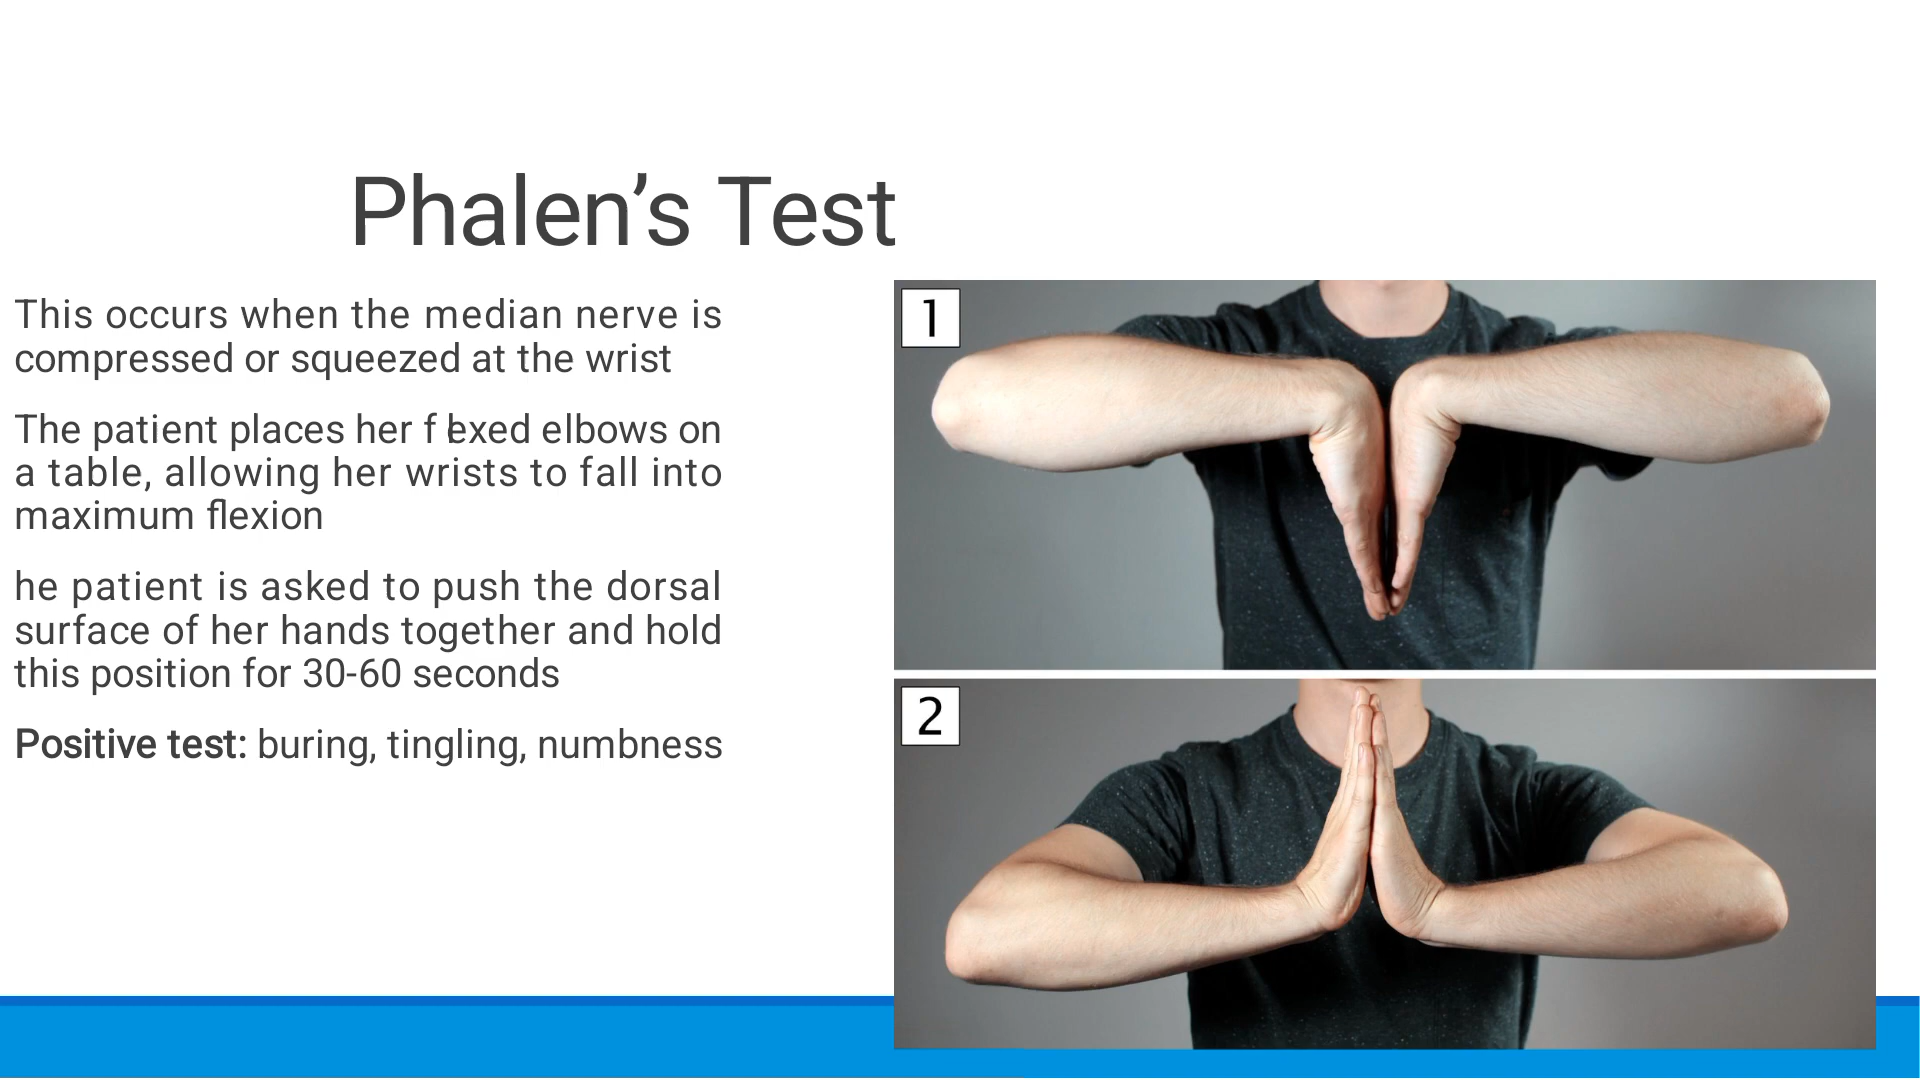 Phalen’s Test
This occurs when the median nerve is
compressed or squeezed at the wrist
The patient places her flexed elbows on
a table, allowing her wrists to fall into
maximum flexion
he patient is asked to push the dorsal
surface of her hands together and hold
this position for 30-60 seconds
Positive test: buring, tingling, numbness
1
2